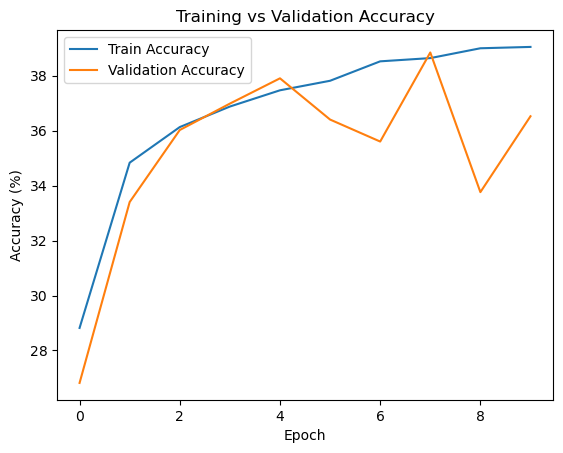 Training vs Validation Accuracy
Train Accuracy
Validation Accuracy
Accuracy (%)
38
36
34
32
30
28
0 2 4 6 8
Epoch